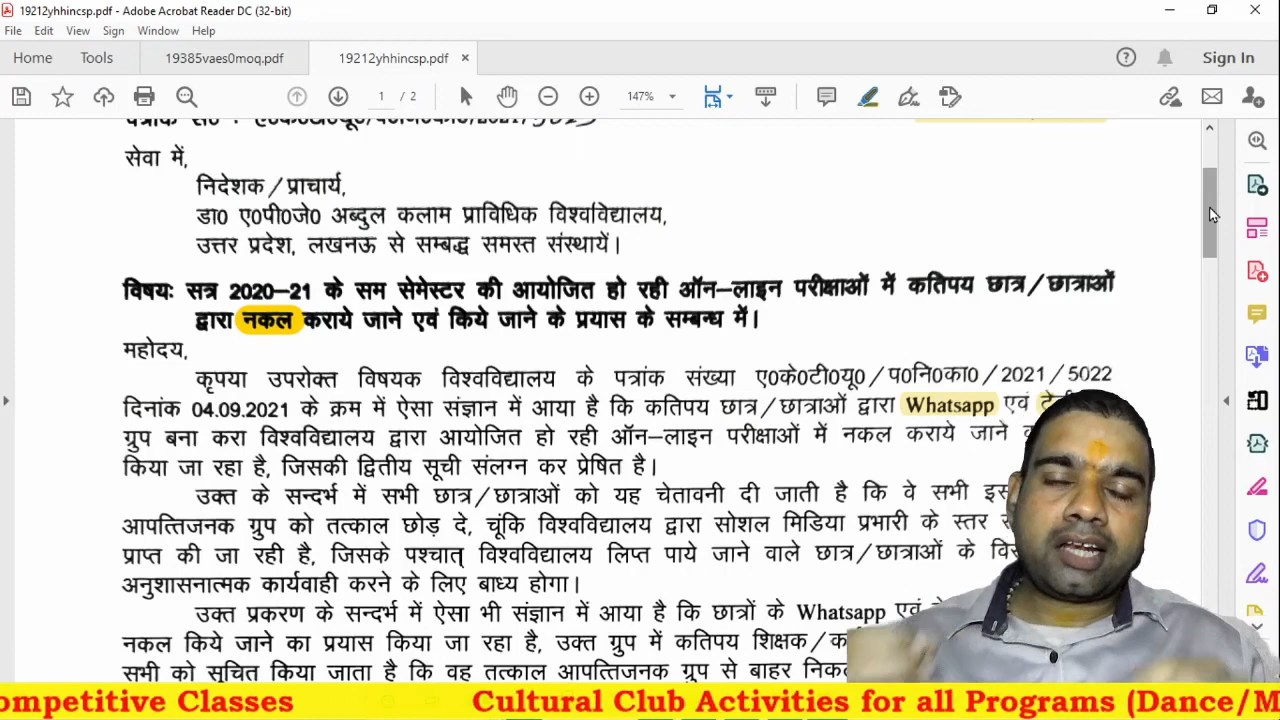 19212yhhincsp.pdf - Adobe Acrobat Reader DC (32-bit)
File Edit View Sign Window Help
Home Tools 19385vaes0moq.pdf 19212yhhincsp.pdf × Sign In
1 / 2 147%
सेवा में,
निदेशक/प्राचार्य,
डा0 ए0पी0जे0 अब्दुल कलाम प्राविधिक विश्वविद्यालय,
उत्तर प्रदेश, लखनऊ से सम्बद्ध समस्त संस्थायें।
विषयः सत्र 2020–21 के सम सेमेस्टर की आयोजित हो रही ऑन–लाइन परीक्षाओं में कतिपय छात्र/छात्राओं
द्वारा नकल कराये जाने एवं किये जाने के प्रयास के सम्बन्ध में।
महोदय,
कृपया उपरोक्त विषयक विश्वविद्यालय के पत्रांक संख्या ए0के0टी0यू0/प0नि0का0/2021/5022
दिनांक 04.09.2021 के क्रम में ऐसा संज्ञान में आया है कि कतिपय छात्र/छात्राओं द्वारा Whatsapp एवं
ग्रुप बना करा विश्वविद्यालय द्वारा आयोजित हो रही ऑन–लाइन परीक्षाओं में नकल कराये जाने
किया जा रहा है, जिसकी द्वितीय सूची संलग्न कर प्रेषित है।
उक्त के सन्दर्भ में सभी छात्र/छात्राओं को यह चेतावनी दी जाती है कि वे सभी
आपत्तिजनक ग्रुप को तत्काल छोड़ दे, चूंकि विश्वविद्यालय द्वारा सोशल मिडिया प्रभारी के स्तर
प्राप्त की जा रही है, जिसके पश्चात् विश्वविद्यालय लिप्त पाये जाने वाले छात्र/छात्राओं के
अनुशासनात्मक कार्यवाही करने के लिए बाध्य होगा।
उक्त प्रकरण के सन्दर्भ में ऐसा भी संज्ञान में आया है कि छात्रों के Whatsapp एवं
नकल किये जाने का प्रयास किया जा रहा है, उक्त ग्रुप में कतिपय शिक्षक/
सभी को सूचित किया जाता है कि वह तत्काल आपत्तिजनक ग्रुप से बाहर
ompetitive Classes Cultural Club Activities for all Programs (Dance/M